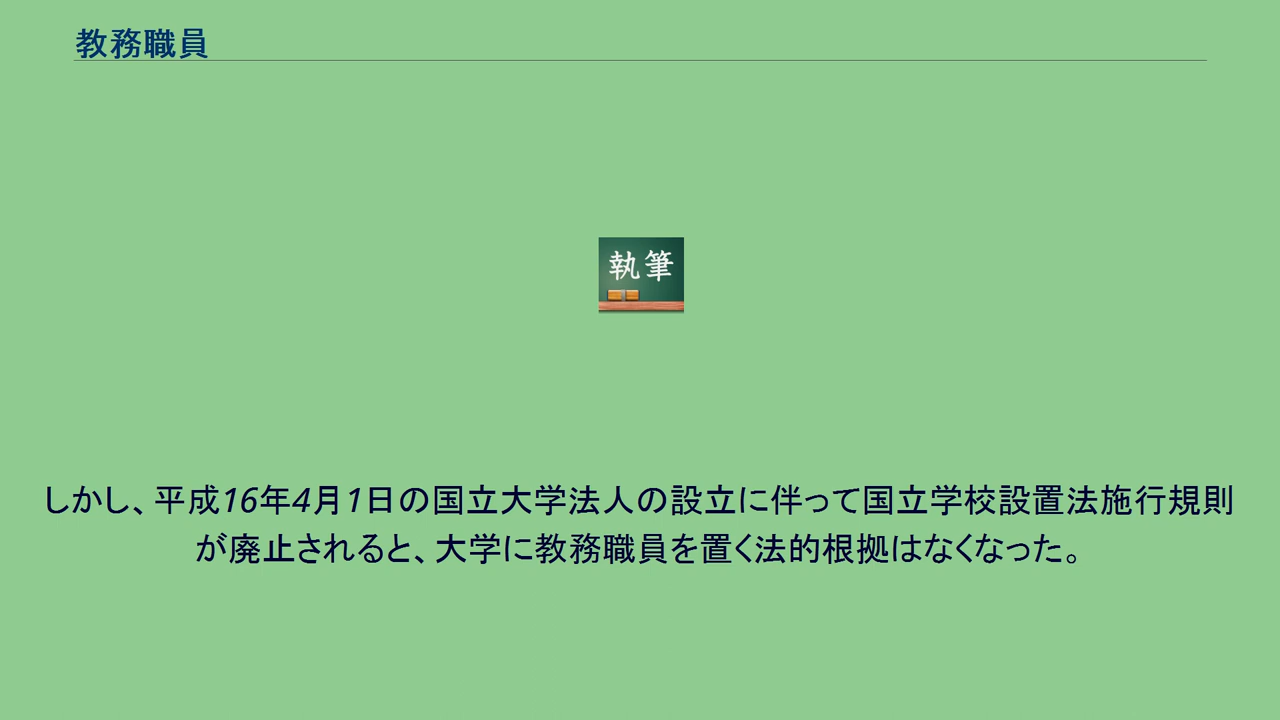 教務職員
執筆
しかし、平成16年4月1日の国立大学法人の設立に伴って国立学校設置法施行規則
が廃止されると、大学に教務職員を置く法的根拠はなくなった。